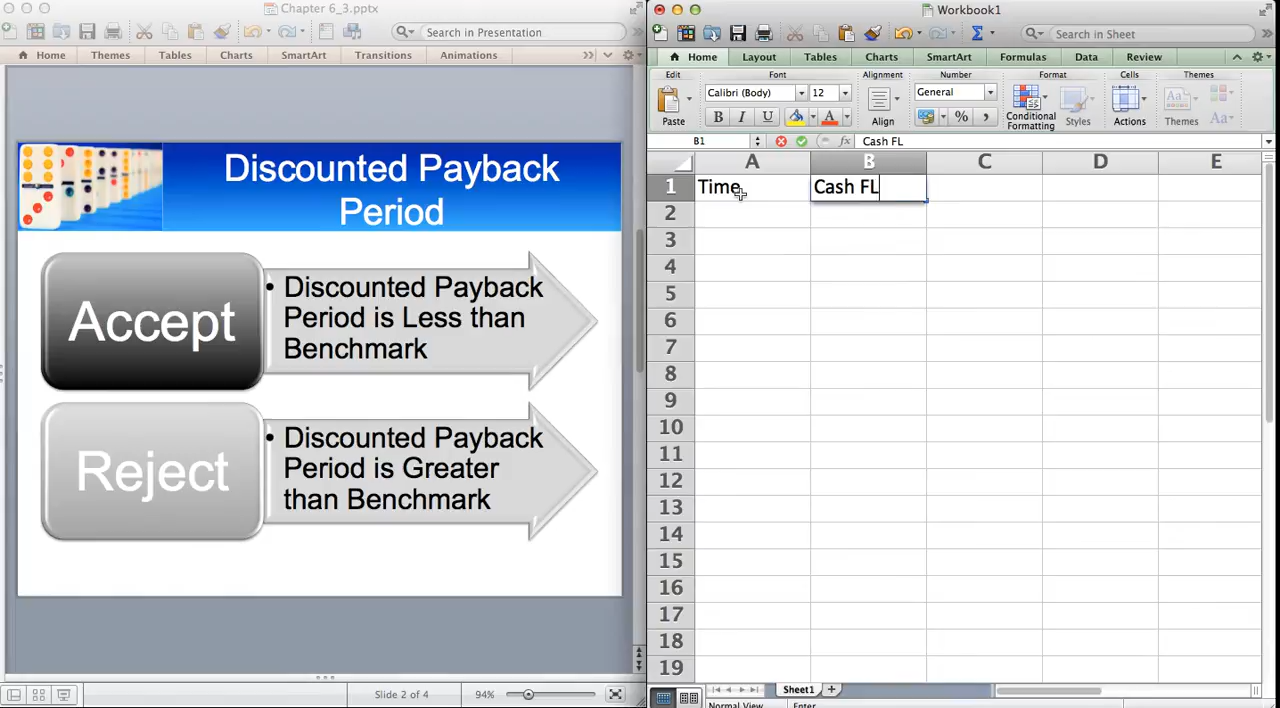 Chapter 6_3.pptx
Search in Presentation
Home Themes Tables Charts SmartArt Transitions Animations
Discounted Payback
Period
Accept
• Discounted Payback
Period is Less than
Benchmark
Reject
• Discounted Payback
Period is Greater
than Benchmark
Slide 2 of 4 94%
Workbook1
Search in Sheet
Home Layout Tables Charts SmartArt Formulas Data Review
Edit Font Alignment Number Format Cells Themes
Calibri (Body) 12 General
Paste B I U A Align % Conditional
Formatting Styles Actions Themes Aa
B1 fx Cash FL
A B C D E
1 Time Cash FL
2
3
4
5
6
7
8
9
10
11
12
13
14
15
16
17
18
19
Sheet1
Normal View Enter